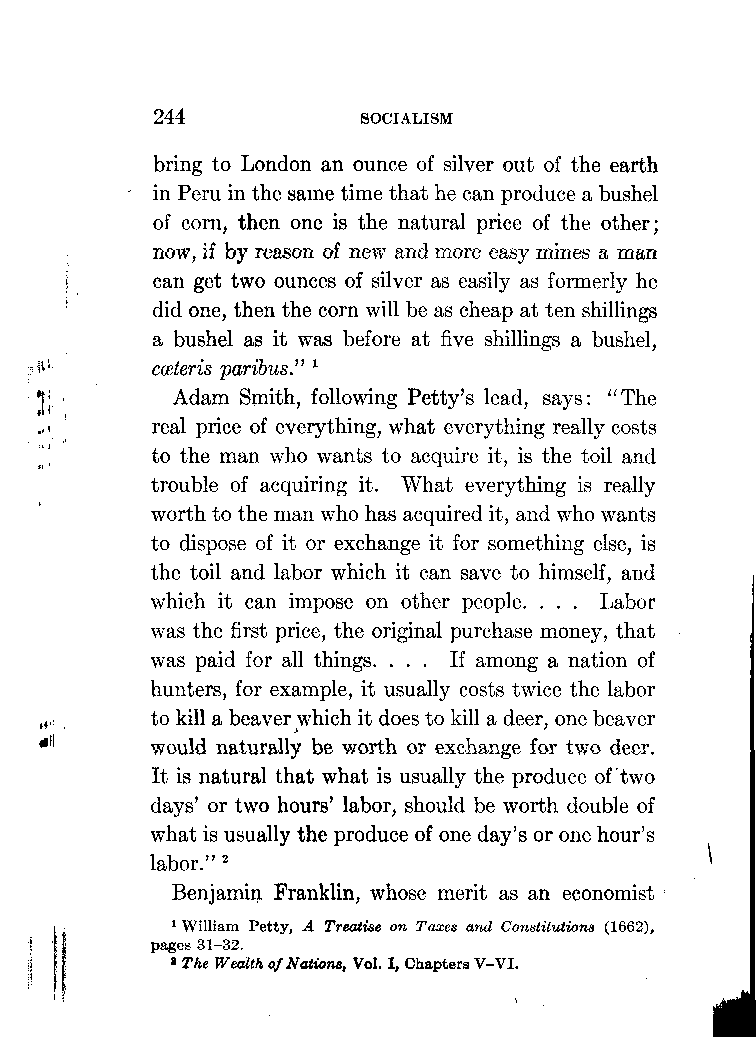 244 SOCIALISM
bring to London an ounce of silver out of the earth
in Peru in the same time that he can produce a bushel
of corn, then one is the natural price of the other;
now, if by reason of new and more easy mines a man
can get two ounces of silver as easily as formerly he
did one, then the corn will be as cheap at ten shillings
a bushel as it was before at five shillings a bushel,
cœteris paribus.” ¹
Adam Smith, following Petty’s lead, says: “The
real price of everything, what everything really costs
to the man who wants to acquire it, is the toil and
trouble of acquiring it. What everything is really
worth to the man who has acquired it, and who wants
to dispose of it or exchange it for something else, is
the toil and labor which it can save to himself, and
which it can impose on other people. . . . Labor
was the first price, the original purchase money, that
was paid for all things. . . . If among a nation of
hunters, for example, it usually costs twice the labor
to kill a beaver which it does to kill a deer, one beaver
would naturally be worth or exchange for two deer.
It is natural that what is usually the produce of two
days’ or two hours’ labor, should be worth double of
what is usually the produce of one day’s or one hour’s
labor.” ²
Benjamin Franklin, whose merit as an economist
¹ William Petty, A Treatise on Taxes and Constitutions (1662),
pages 31–32.
² The Wealth of Nations, Vol. I, Chapters V–VI.